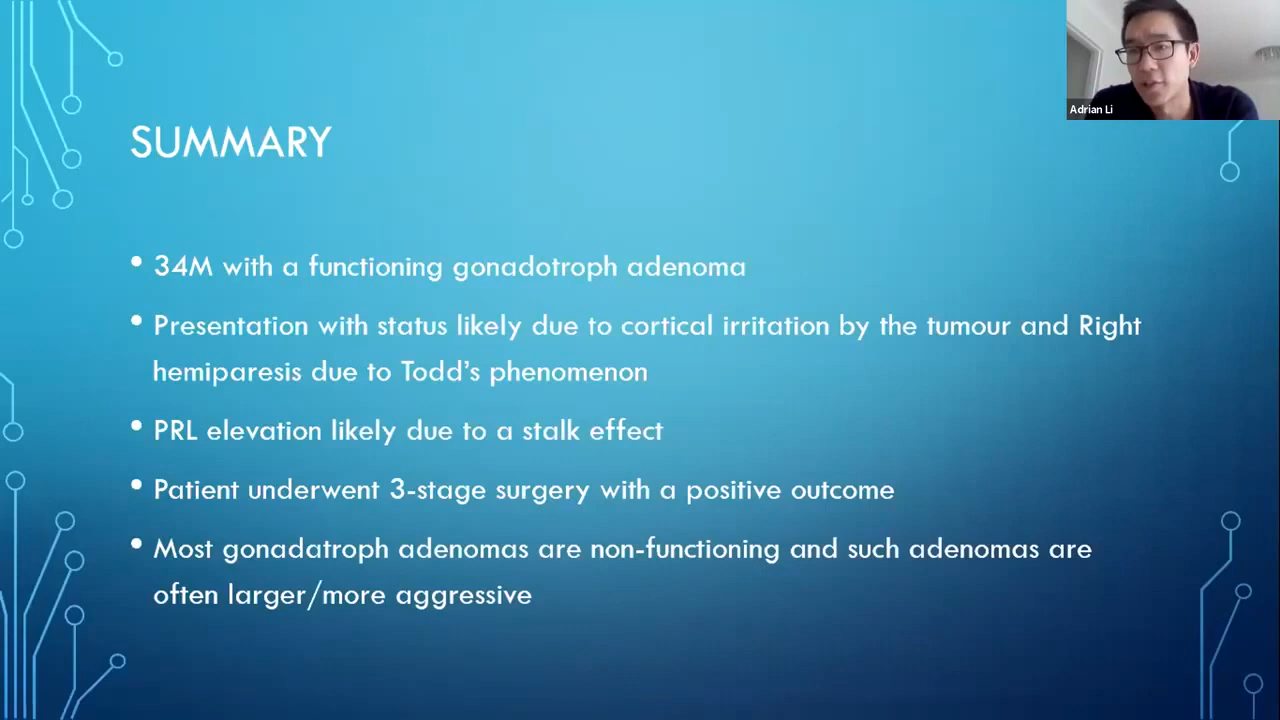 Adrian Li
SUMMARY
• 34M with a functioning gonadotroph adenoma
• Presentation with status likely due to cortical irritation by the tumour and Right
hemiparesis due to Todd's phenomenon
• PRL elevation likely due to a stalk effect
• Patient underwent 3-stage surgery with a positive outcome
• Most gonadatroph adenomas are non-functioning and such adenomas are
often larger/more aggressive